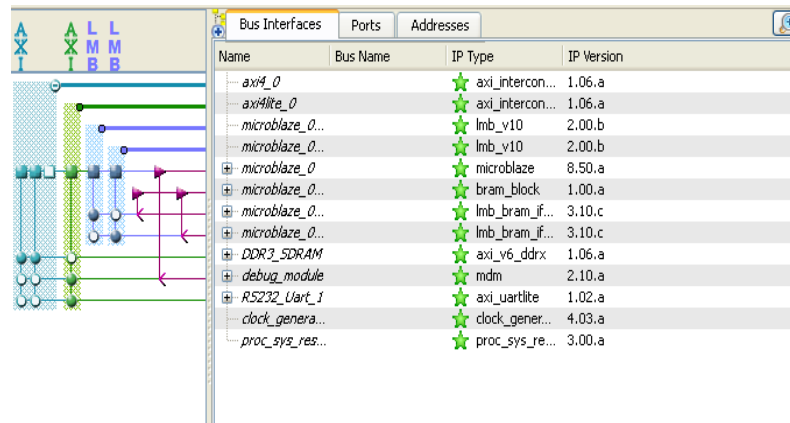 A A L L
X X M M
I I B B
Bus Interfaces Ports Addresses
Name Bus Name IP Type IP Version
axi4_0 axi_intercon... 1.06.a
axi4lite_0 axi_intercon... 1.06.a
microblaze_0... lmb_v10 2.00.b
microblaze_0... lmb_v10 2.00.b
microblaze_0 microblaze 8.50.a
microblaze_0... bram_block 1.00.a
microblaze_0... lmb_bram_if... 3.10.c
microblaze_0... lmb_bram_if... 3.10.c
DDR3_SDRAM axi_v6_ddrx 1.06.a
debug_module mdm 2.10.a
RS232_Uart_1 axi_uartlite 1.02.a
clock_genera... clock_gener... 4.03.a
proc_sys_res... proc_sys_re... 3.00.a